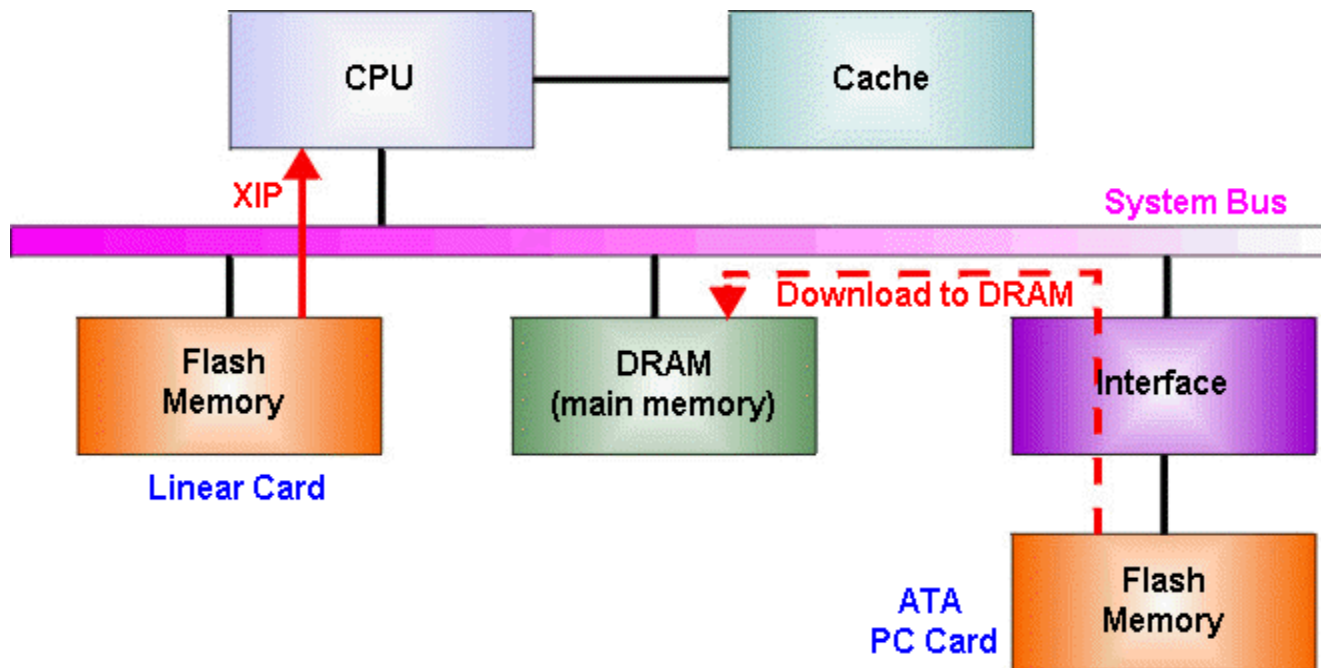 CPU
Cache
XIP
System Bus
Download to DRAM
Flash
Memory
Linear Card
DRAM
(main memory)
Interface
Flash
Memory
ATA
PC Card